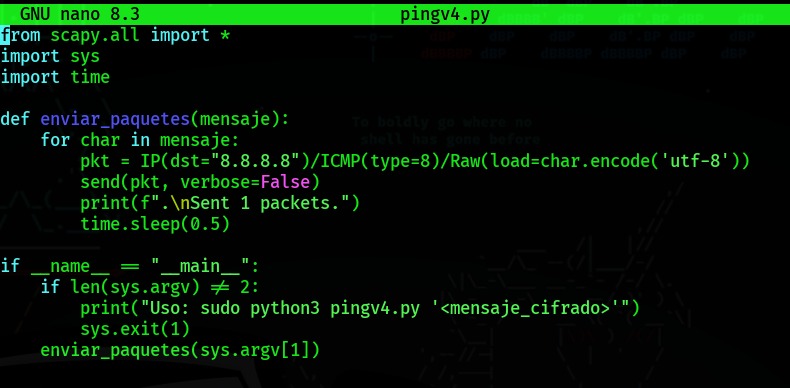 GNU nano 8.3 pingv4.py
from scapy.all import *
import sys
import time
def enviar_paquetes(mensaje):
for char in mensaje:
pkt = IP(dst="8.8.8.8")/ICMP(type=8)/Raw(load=char.encode('utf-8'))
send(pkt, verbose=False)
print(f".\nSent 1 packets.")
time.sleep(0.5)
if __name__ == "__main__":
if len(sys.argv) != 2:
print("Uso: sudo python3 pingv4.py '<mensaje_cifrado>'")
sys.exit(1)
enviar_paquetes(sys.argv[1])
To boldly go where no
shell has gone before